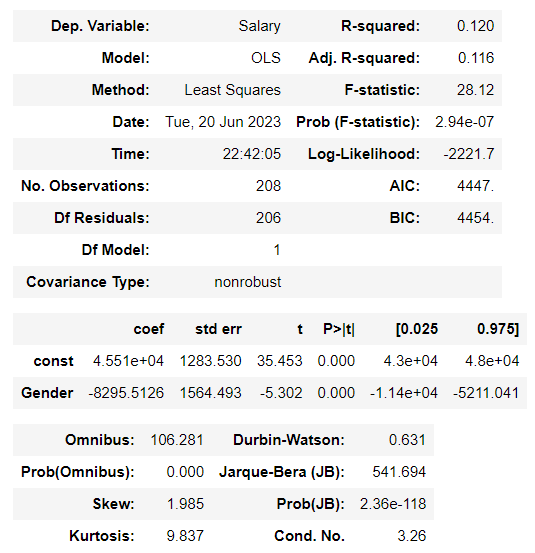 Dep. Variable: Salary R-squared: 0.120
Model: OLS Adj. R-squared: 0.116
Method: Least Squares F-statistic: 28.12
Date: Tue, 20 Jun 2023 Prob (F-statistic): 2.94e-07
Time: 22:42:05 Log-Likelihood: -2221.7
No. Observations: 208 AIC: 4447.
Df Residuals: 206 BIC: 4454.
Df Model: 1
Covariance Type: nonrobust
coef std err t P>|t| [0.025 0.975]
const 4.551e+04 1283.530 35.453 0.000 4.3e+04 4.8e+04
Gender -8295.5126 1564.493 -5.302 0.000 -1.14e+04 -5211.041
Omnibus: 106.281 Durbin-Watson: 0.631
Prob(Omnibus): 0.000 Jarque-Bera (JB): 541.694
Skew: 1.985 Prob(JB): 2.36e-118
Kurtosis: 9.837 Cond. No. 3.26